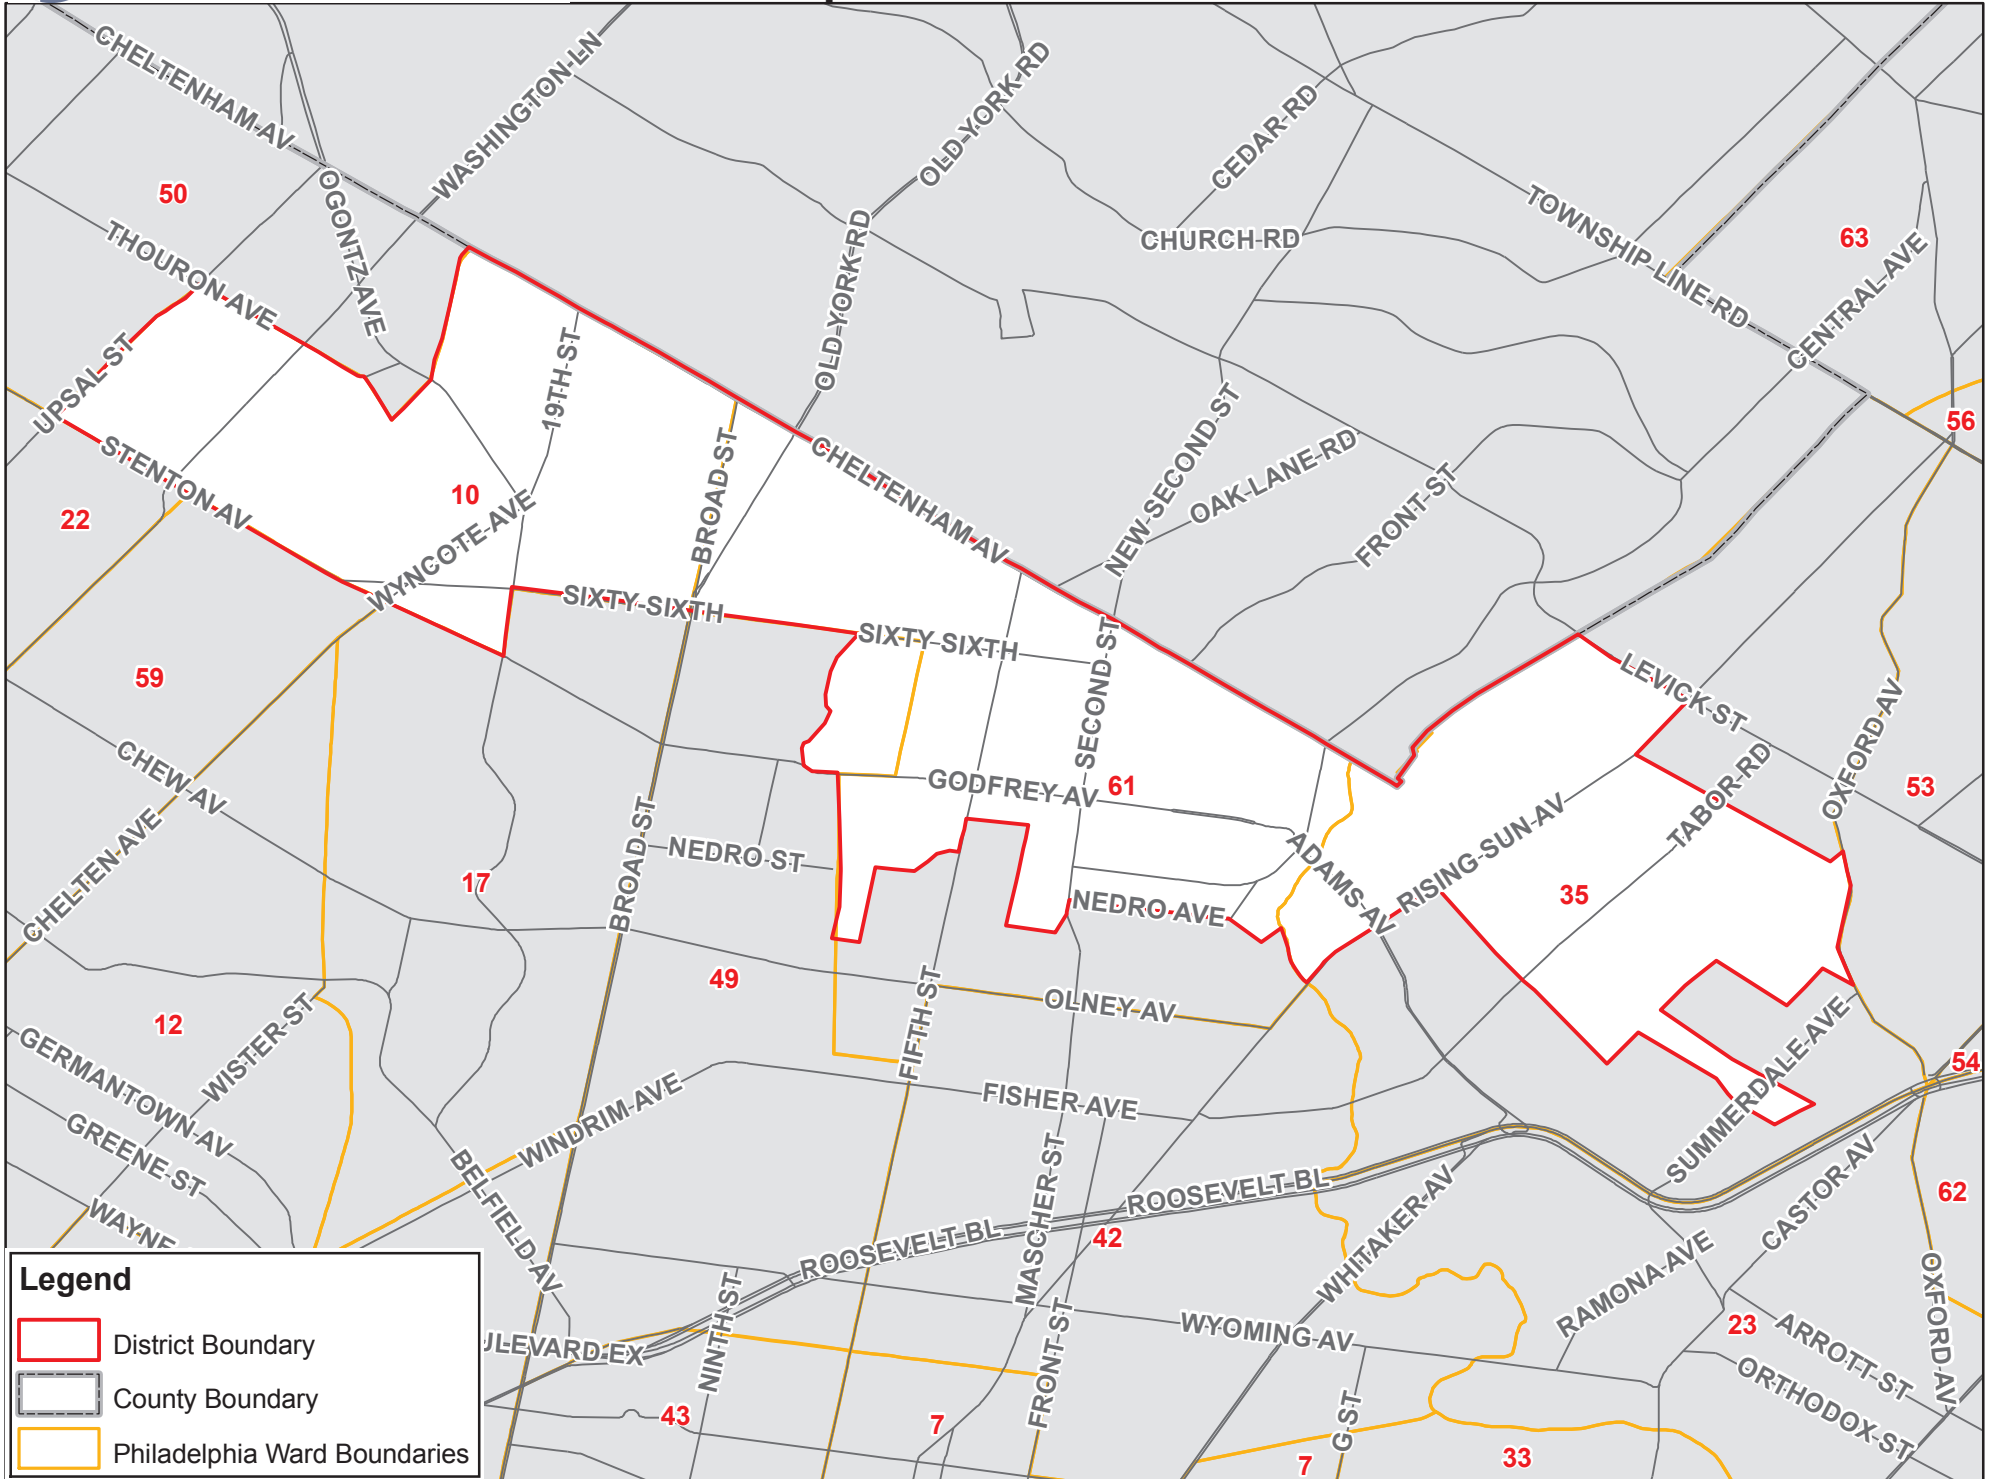 CHELTENHAM AV
WASHINGTON LN
OLD YORK RD
CEDAR RD
TOWNSHIP LINE RD
50
OGONTZ AVE
THOURON AVE
OLD YORK RD
CHURCH RD
63
CENTRAL AVE
UPSAL ST
19TH ST
NEW SECOND ST
56
STENTON AV
10
BROAD ST
CHELTENHAM AV
OAK LANE RD
FRONT ST
22
WYNCOTE AVE
SIXTY-SIXTH
SIXTY-SIXTH
59
SECOND ST
LEVICK ST
OXFORD AV
CHEW AV
GODFREY AV
61
TABOR RD
53
CHELTEN AVE
BROAD ST
NEDRO ST
ADAMS AV
RISING SUN AV
17
35
NEDRO AVE
49
12
WISTER ST
FIFTH ST
OLNEY AV
SUMMERDALE AVE
54
GERMANTOWN AV
GREENE ST
WINDRIM AVE
FISHER AVE
WAYNE
BELFIELD AV
MASCHER ST
ROOSEVELT BL
ROOSEVELT BL
42
WHITAKER AV
CASTOR AV
62
RAMONA AVE
OXFORD AV
NINTH ST
FRONT ST
WYOMING AV
23
ARROTT ST
ORTHODOX ST
ULEVARD EX
43
7
G ST
7
33
Legend
District Boundary
County Boundary
Philadelphia Ward Boundaries